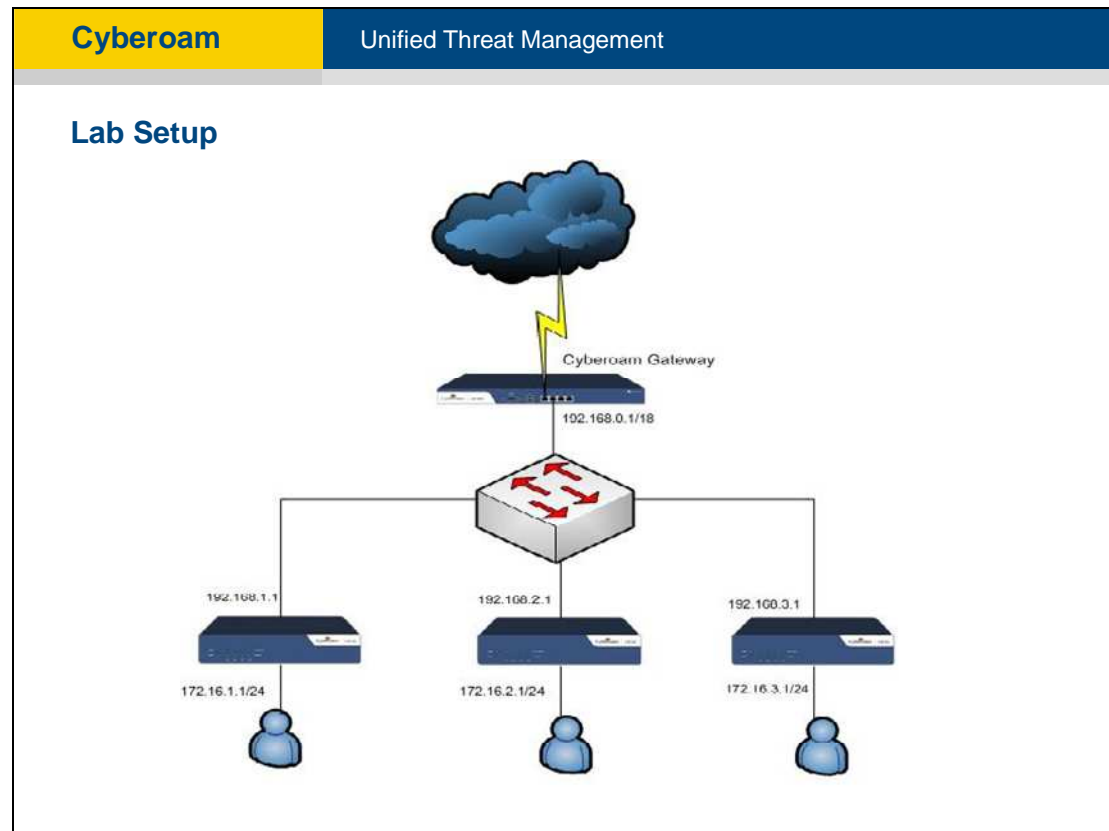 Cyberoam
Unified Threat Management
Lab Setup
Cyberoam Gateway
192.168.0.1/18
192.168.1.1
192.168.2.1
192.168.3.1
172.16.1.1/24
172.16.2.1/24
172.16.3.1/24